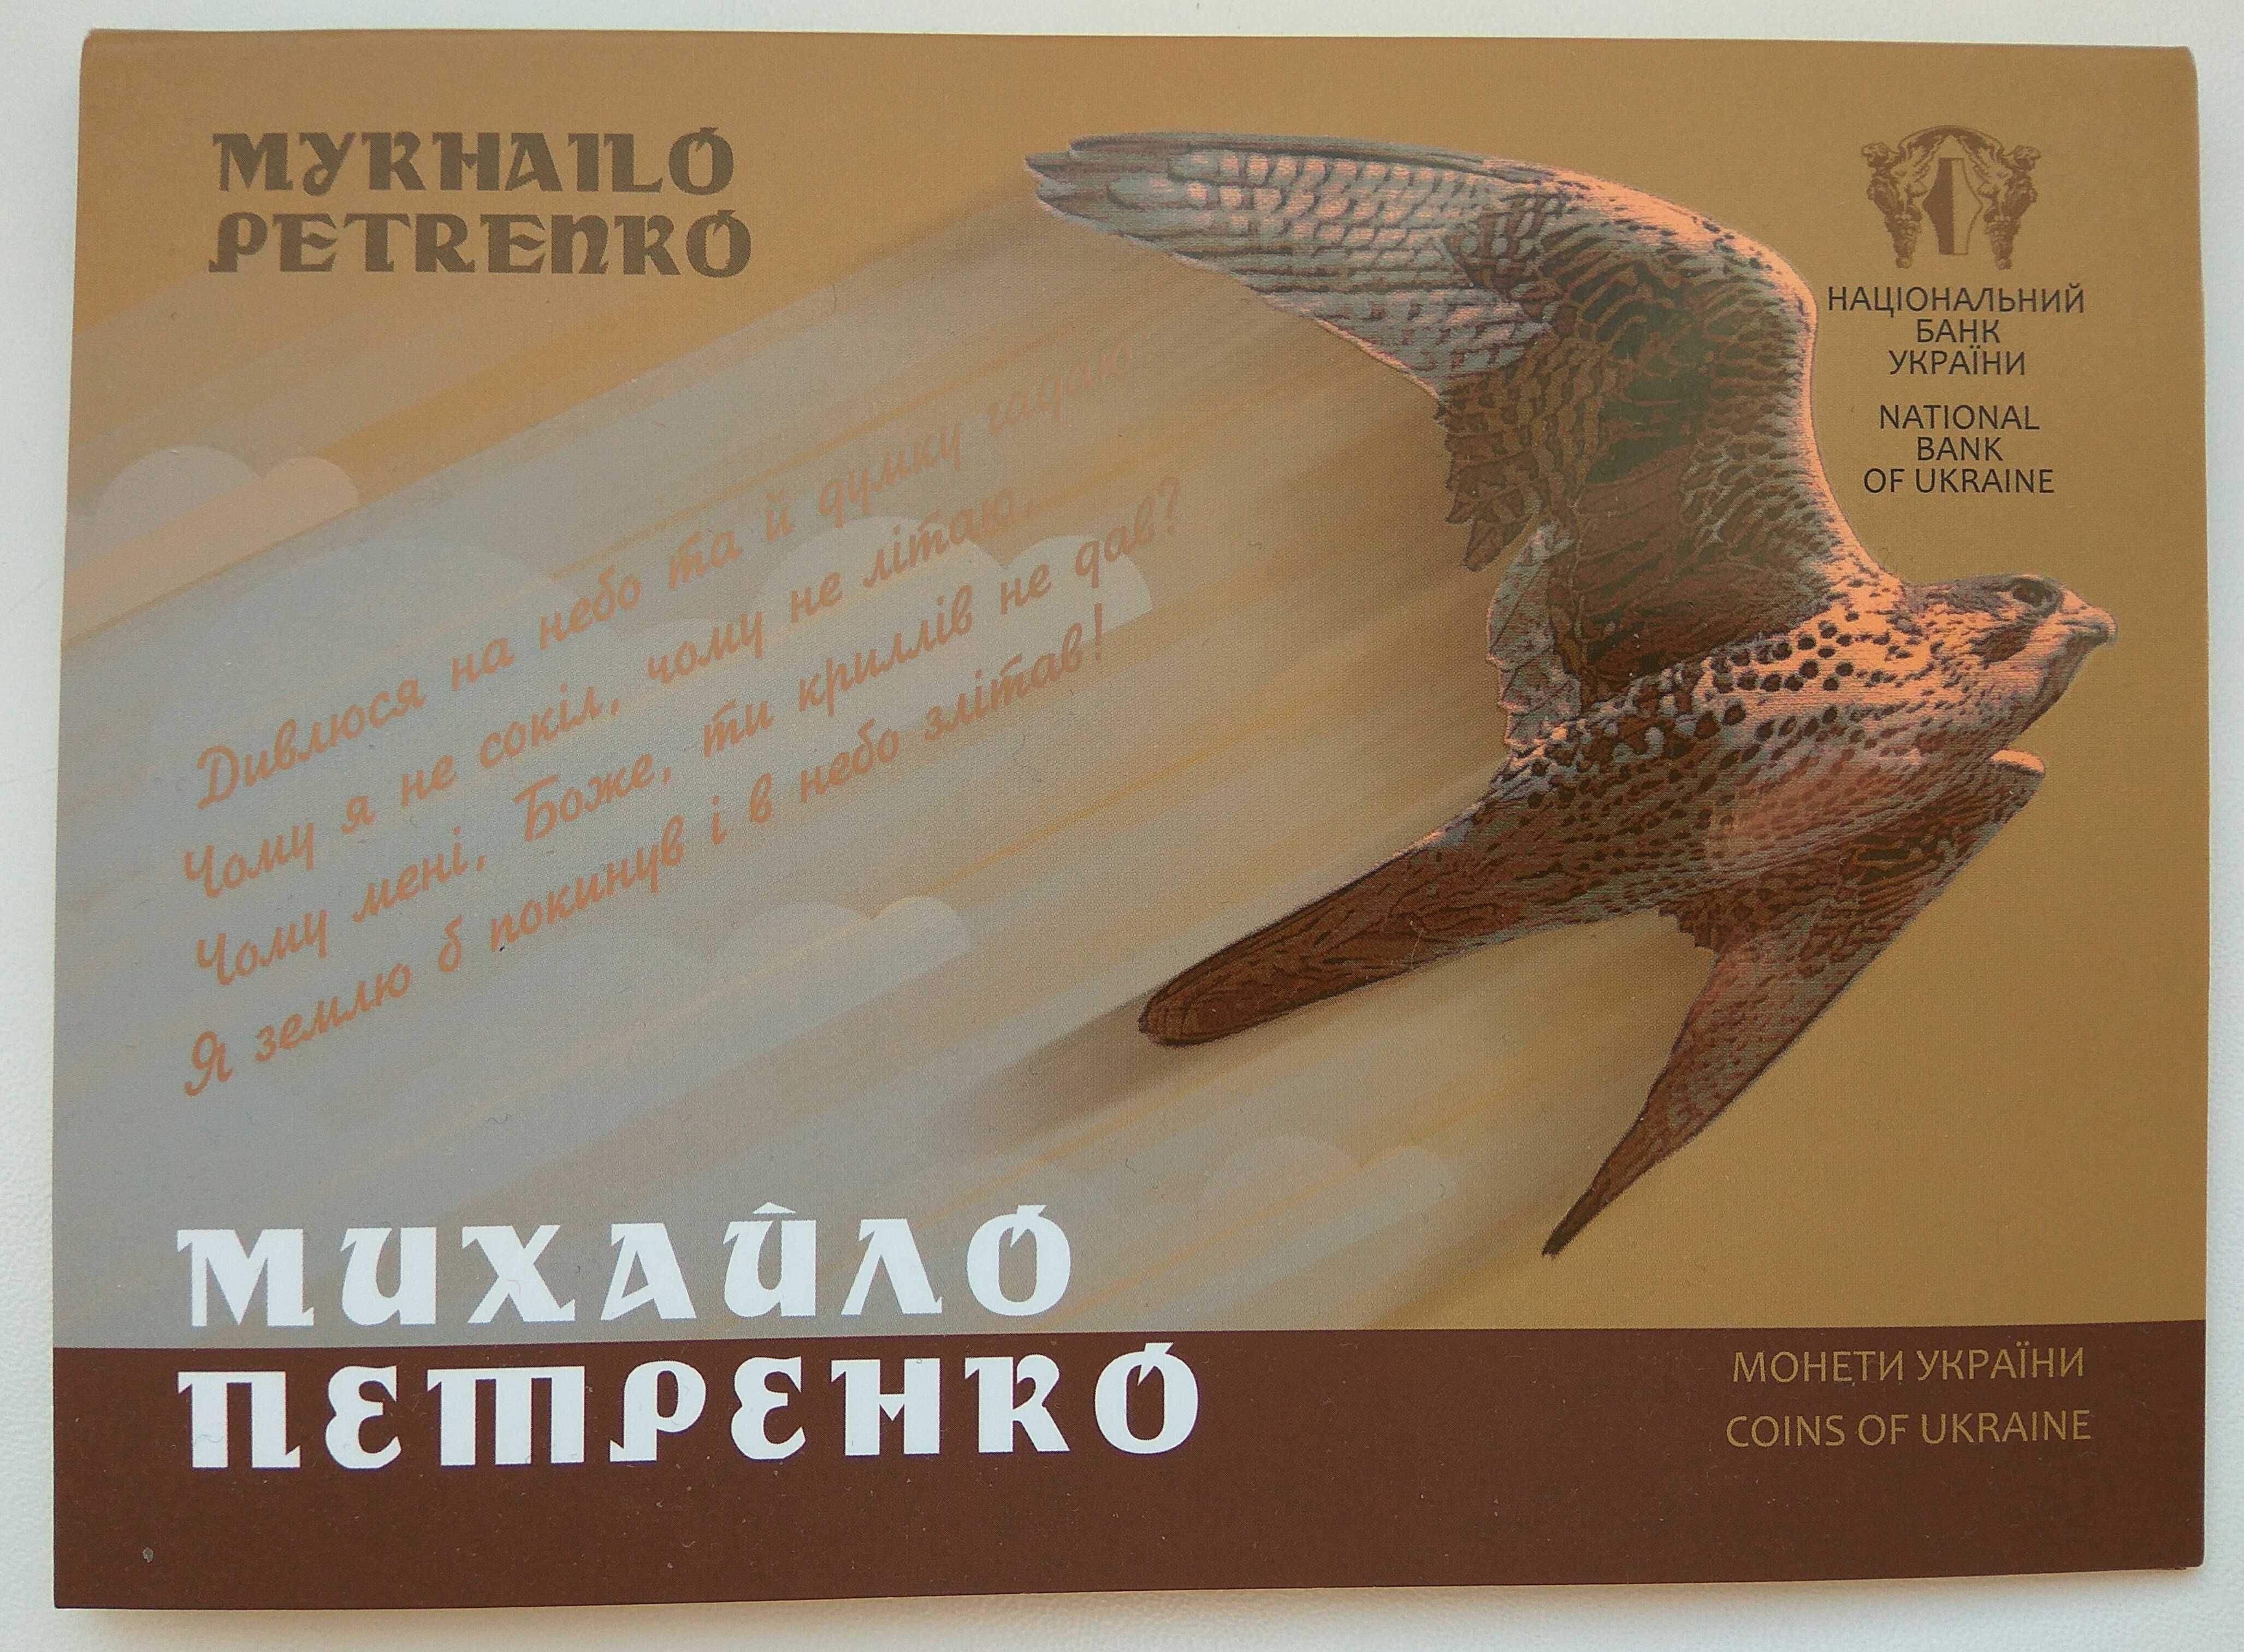 MYKHAILO
PETRENKO
НАЦІОНАЛЬНИЙ
БАНК
УКРАЇНИ
NATIONAL
BANK
OF UKRAINE
Дивлюся на небо та й думку гадаю:
Чому я не сокіл, чому не літаю,
Чому мені, Боже, ти криллів не дав?
Я землю б покинув і в небо злітав!
МИХАЙЛО
ПЕТРЕНКО
МОНЕТИ УКРАЇНИ
COINS OF UKRAINE